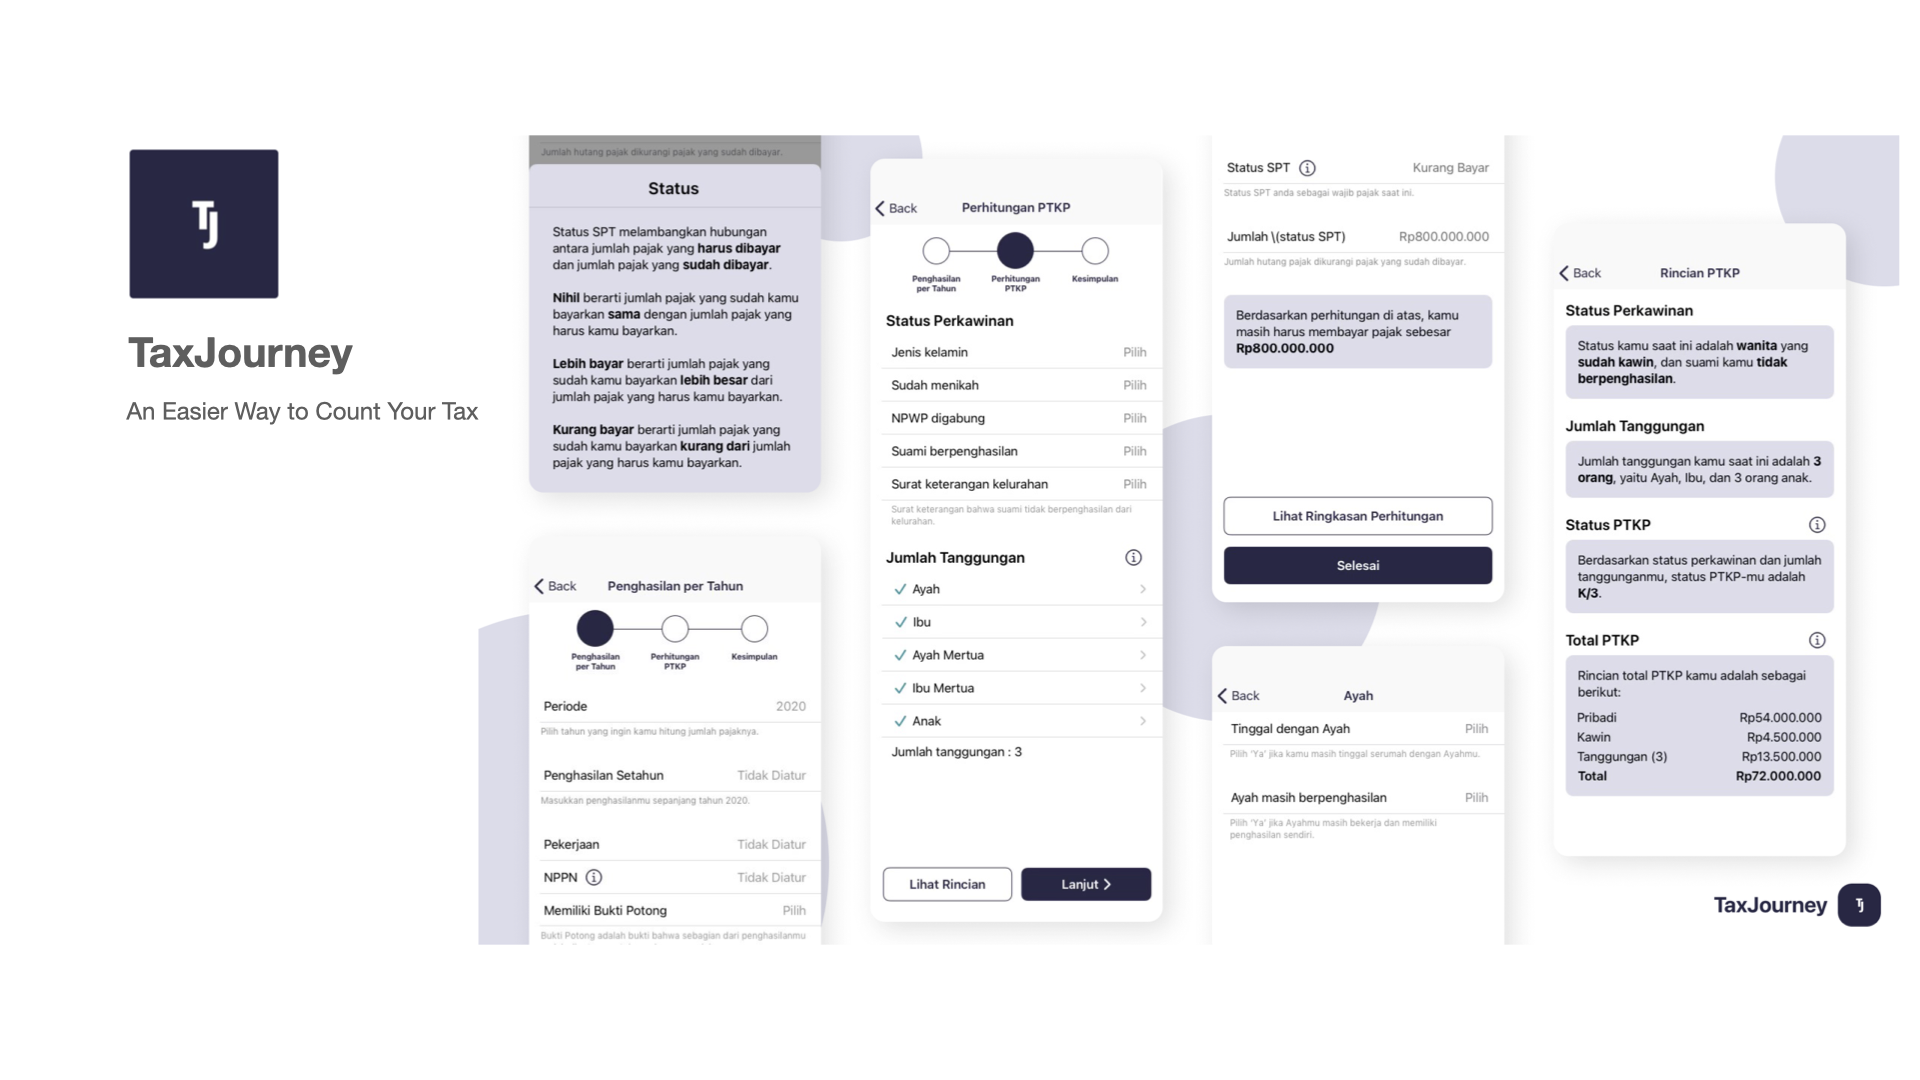 TJ
TaxJourney
An Easier Way to Count Your Tax
Jumlah hutang pajak dikurangi pajak yang sudah dibayar.
Status
Status SPT melambangkan hubungan
antara jumlah pajak yang harus dibayar
dan jumlah pajak yang sudah dibayar.
Nihil berarti jumlah pajak yang sudah kamu
bayarkan sama dengan jumlah pajak yang
harus kamu bayarkan.
Lebih bayar berarti jumlah pajak yang
sudah kamu bayarkan lebih besar dari
jumlah pajak yang harus kamu bayarkan.
Kurang bayar berarti jumlah pajak yang
sudah kamu bayarkan kurang dari jumlah
pajak yang harus kamu bayarkan.
Back Penghasilan per Tahun
Penghasilan Perhitungan Kesimpulan
per Tahun PTKP
Periode 2020
Pilih tahun yang ingin kamu hitung jumlah pajaknya.
Penghasilan Setahun Tidak Diatur
Masukkan penghasilanmu sepanjang tahun 2020.
Pekerjaan Tidak Diatur
NPPN Tidak Diatur
Memiliki Bukti Potong Pilih
Bukti Potong adalah bukti bahwa sebagian dari penghasilanmu
Back Perhitungan PTKP
Penghasilan Perhitungan Kesimpulan
per Tahun PTKP
Status Perkawinan
Jenis kelamin Pilih
Sudah menikah Pilih
NPWP digabung Pilih
Suami berpenghasilan Pilih
Surat keterangan kelurahan Pilih
Surat keterangan bahwa suami tidak berpenghasilan dari
kelurahan.
Jumlah Tanggungan
Ayah
Ibu
Ayah Mertua
Ibu Mertua
Anak
Jumlah tanggungan : 3
Lihat Rincian Lanjut
Status SPT Kurang Bayar
Status SPT anda sebagai wajib pajak saat ini.
Jumlah \(status SPT) Rp800.000.000
Jumlah hutang pajak dikurangi pajak yang sudah dibayar.
Berdasarkan perhitungan di atas, kamu
masih harus membayar pajak sebesar
Rp800.000.000
Lihat Ringkasan Perhitungan
Selesai
Back Ayah
Tinggal dengan Ayah Pilih
Pilih 'Ya' jika kamu masih tinggal serumah dengan Ayahmu.
Ayah masih berpenghasilan Pilih
Pilih 'Ya' jika Ayahmu masih bekerja dan memiliki
penghasilan sendiri.
Back Rincian PTKP
Status Perkawinan
Status kamu saat ini adalah wanita yang
sudah kawin, dan suami kamu tidak
berpenghasilan.
Jumlah Tanggungan
Jumlah tanggungan kamu saat ini adalah 3
orang, yaitu Ayah, Ibu, dan 3 orang anak.
Status PTKP
Berdasarkan status perkawinan dan jumlah
tanggunganmu, status PTKP-mu adalah
K/3.
Total PTKP
Rincian total PTKP kamu adalah sebagai
berikut:
Pribadi Rp54.000.000
Kawin Rp4.500.000
Tanggungan (3) Rp13.500.000
Total Rp72.000.000
TaxJourney TJ